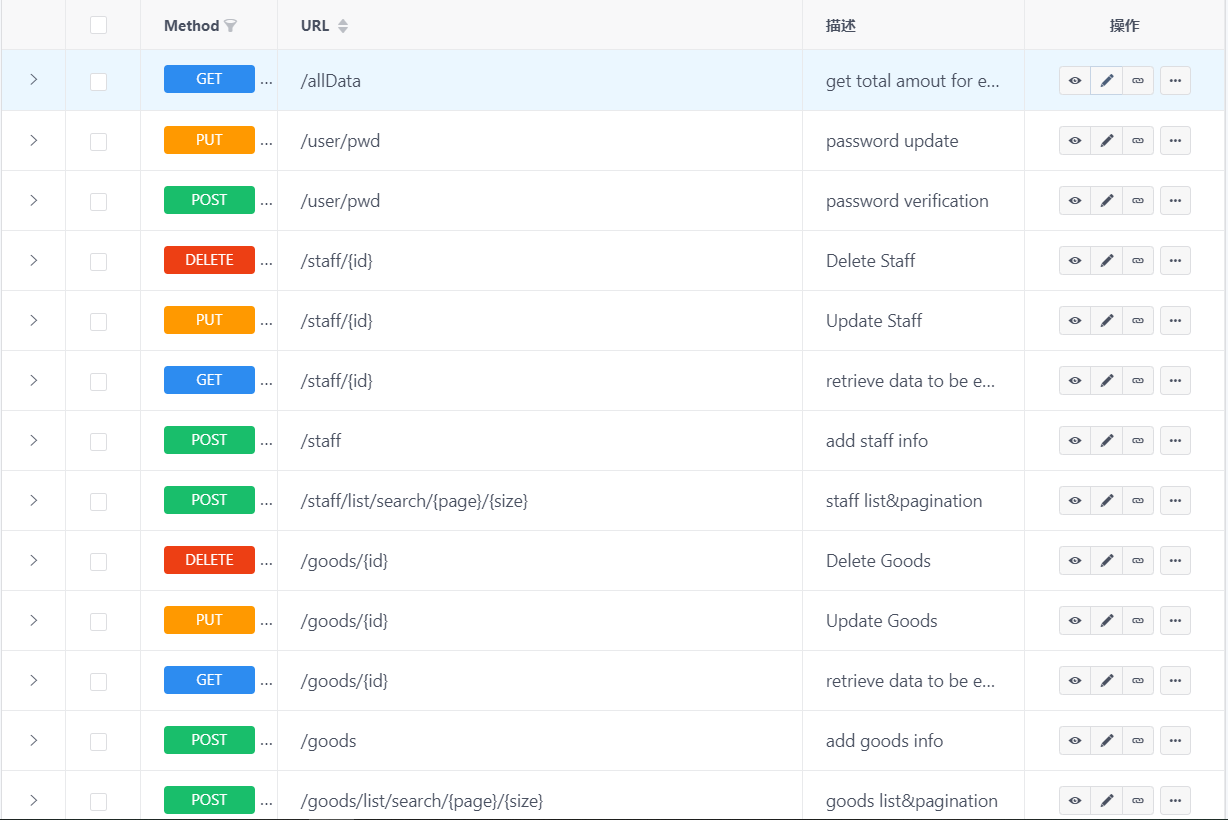 Method URL 描述 操作
GET ... /allData get total amout for e...
PUT ... /user/pwd password update
POST ... /user/pwd password verification
DELETE ... /staff/{id} Delete Staff
PUT ... /staff/{id} Update Staff
GET ... /staff/{id} retrieve data to be e...
POST ... /staff add staff info
POST ... /staff/list/search/{page}/{size} staff list&pagination
DELETE ... /goods/{id} Delete Goods
PUT ... /goods/{id} Update Goods
GET ... /goods/{id} retrieve data to be e...
POST ... /goods add goods info
POST ... /goods/list/search/{page}/{size} goods list&pagination